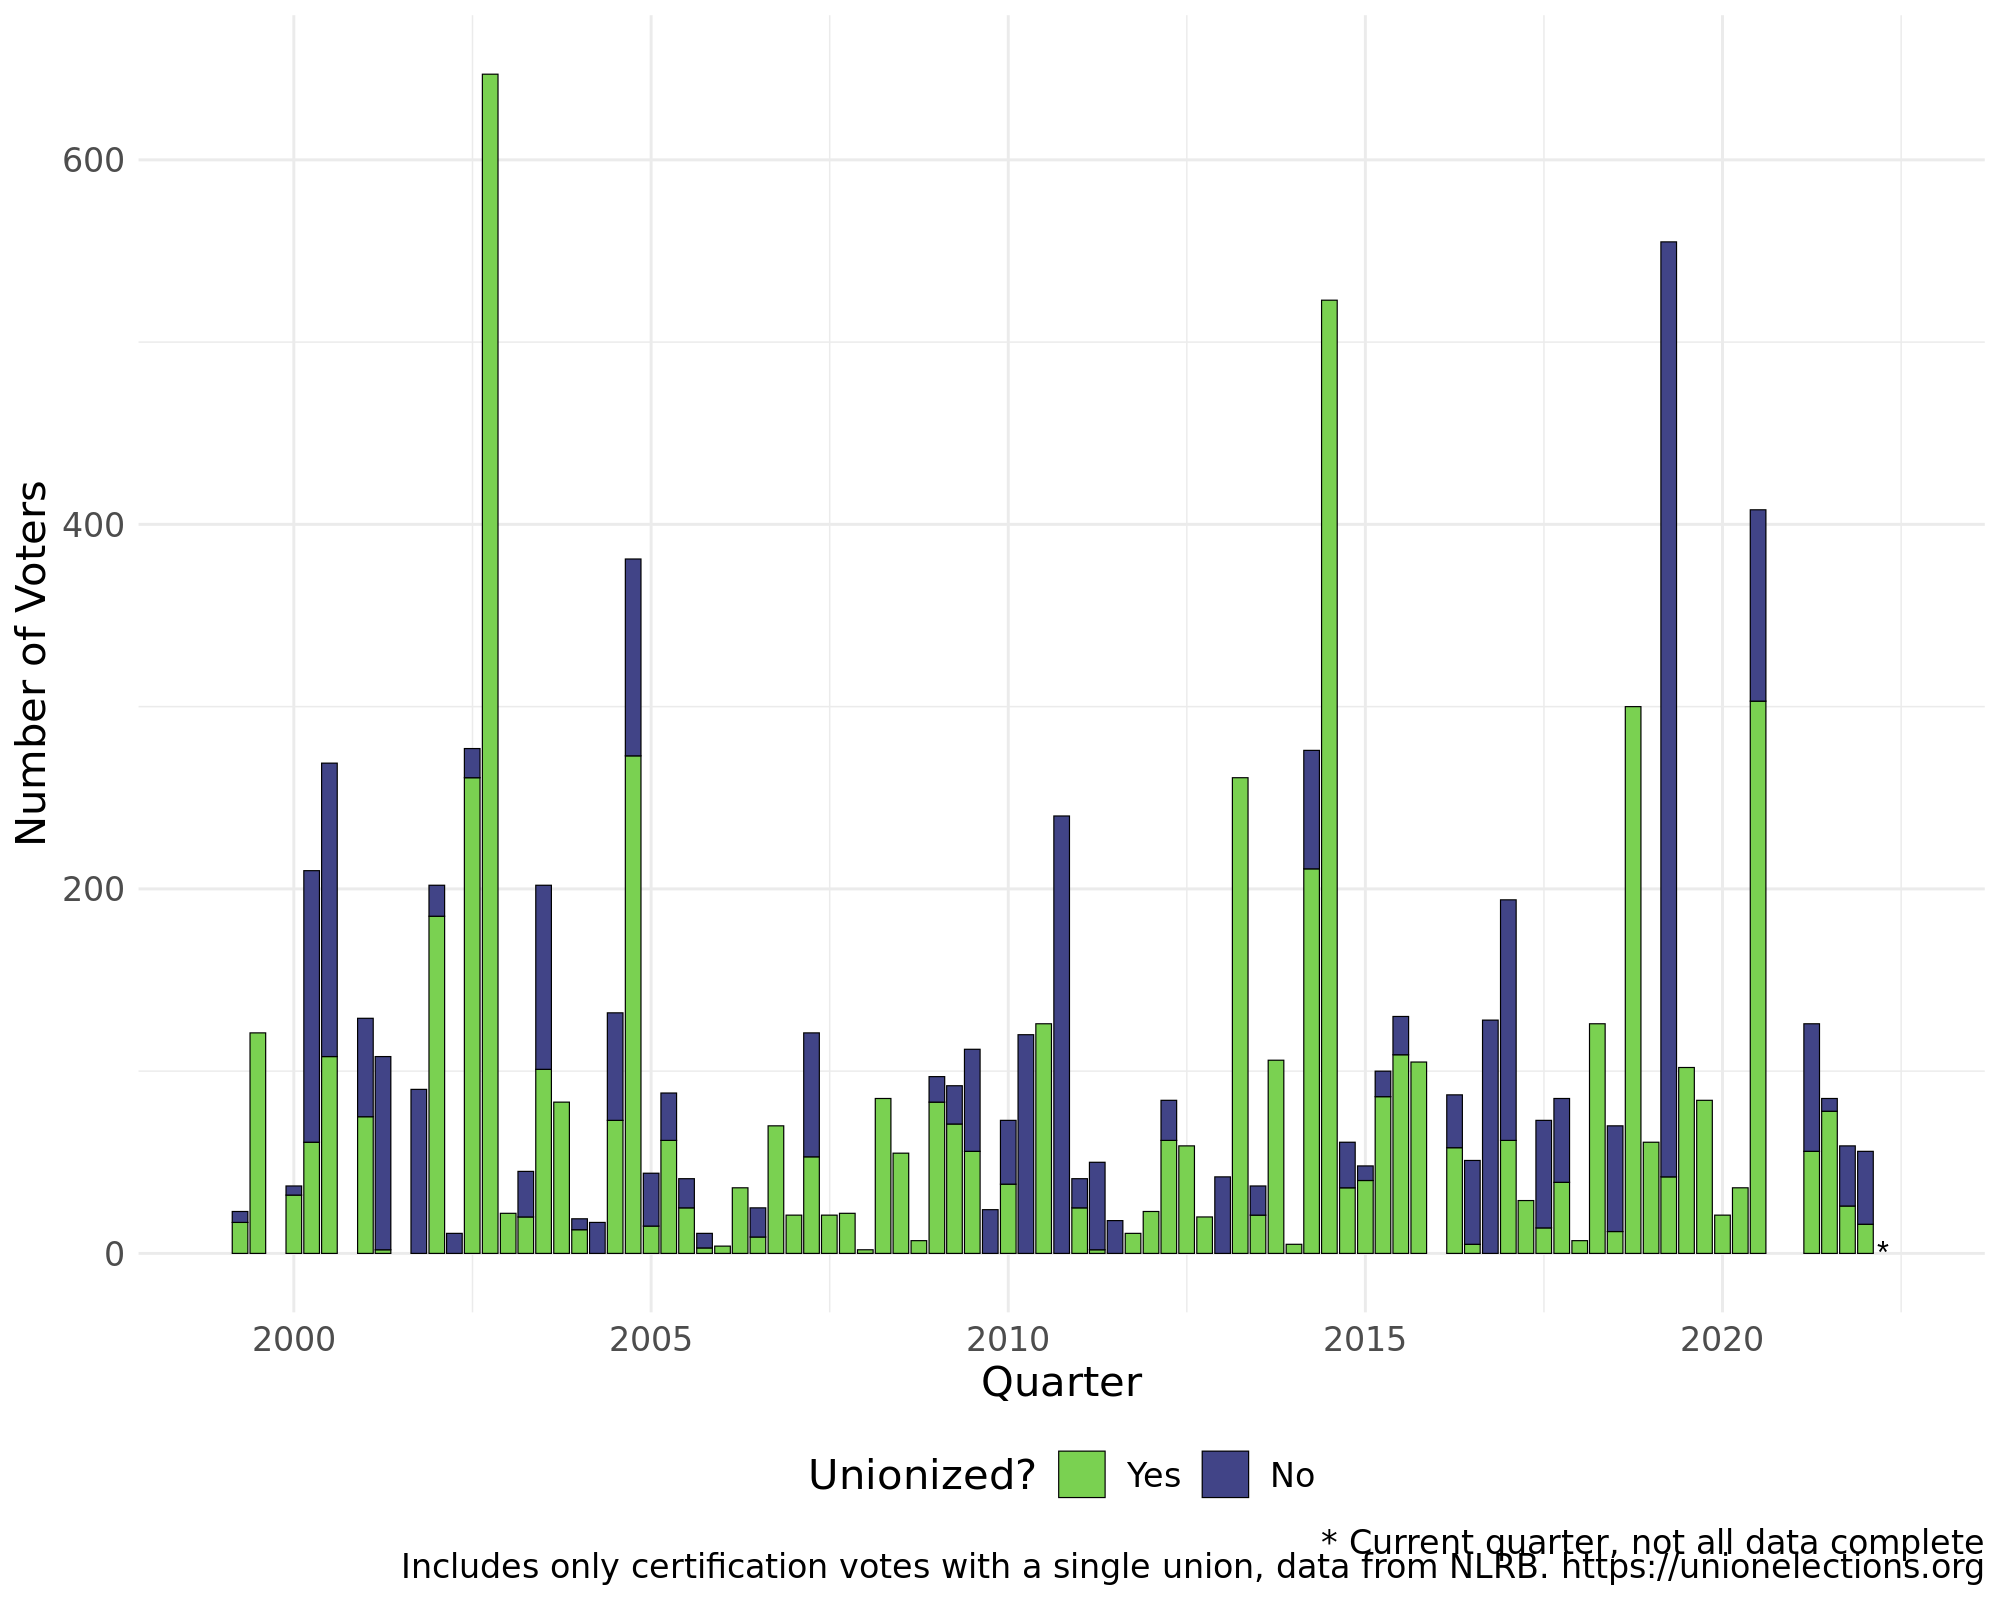 600
400
200
0
Number of Voters
*
2000 2005 2010 2015 2020
Quarter
Unionized? Yes No
* Current quarter, not all data complete
Includes only certification votes with a single union, data from NLRB. https://unionelections.org